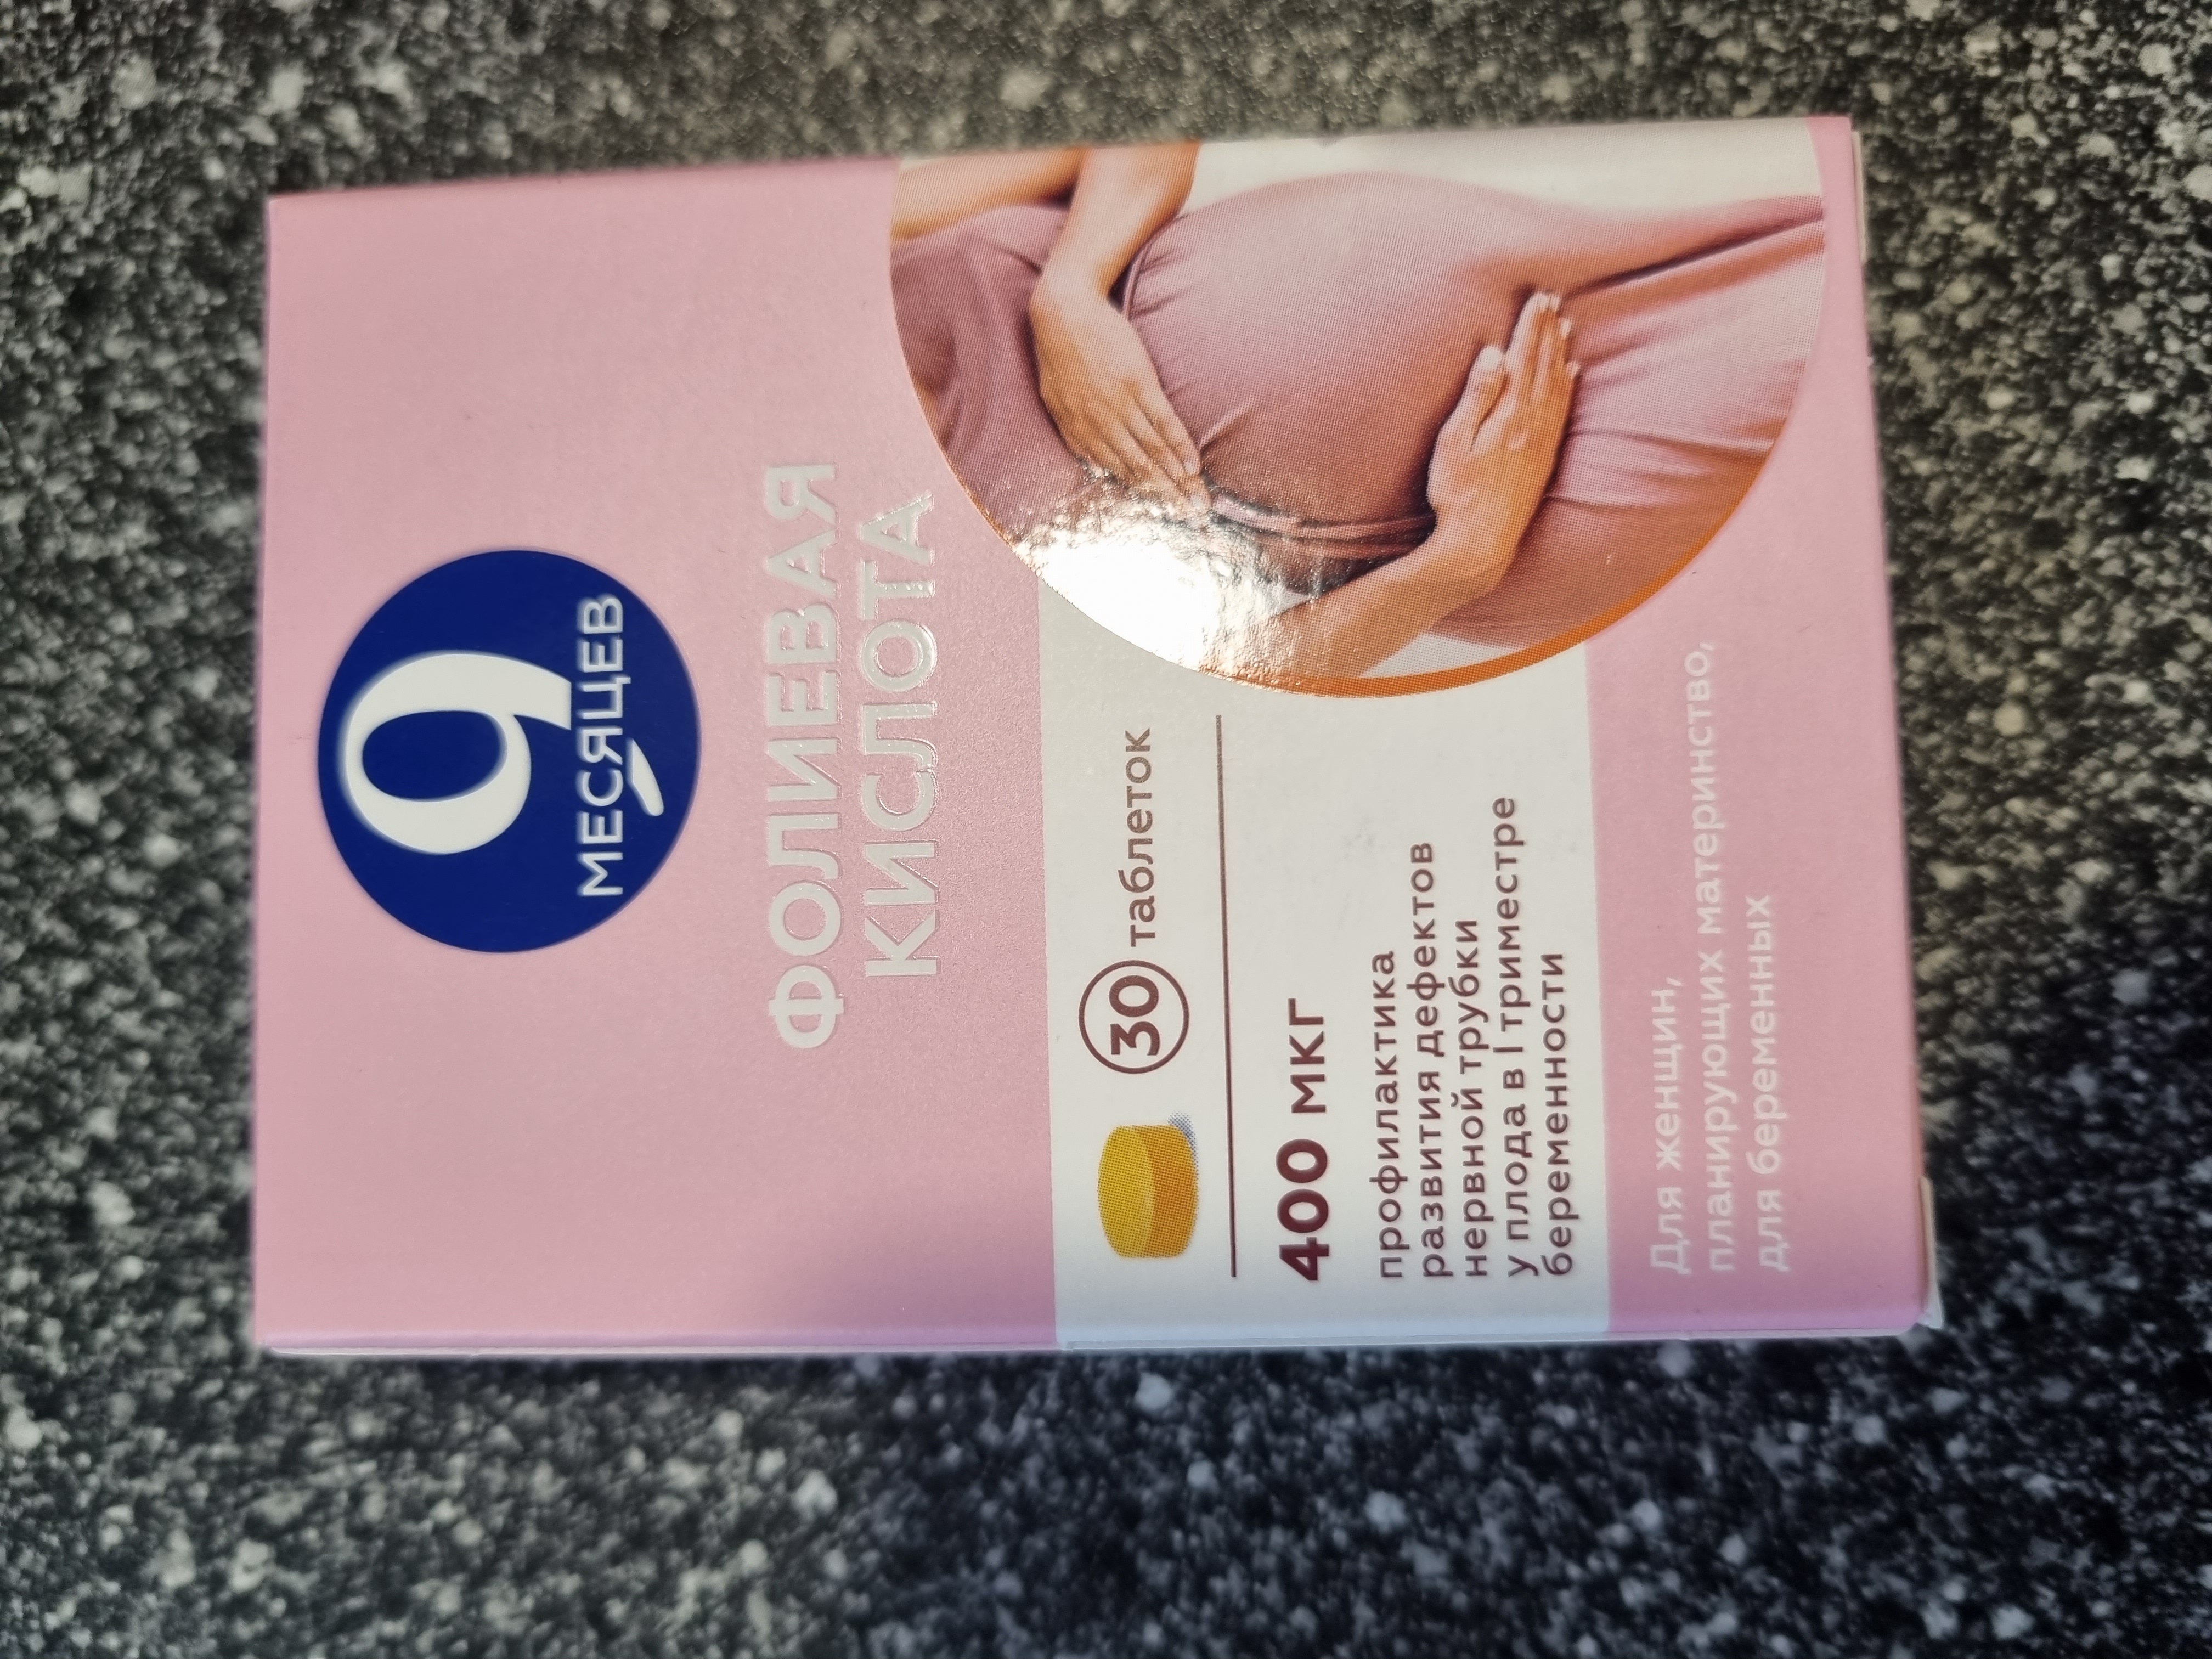 9
МЕСЯЦЕВ
ФОЛИЕВАЯ
КИСЛОТА
30 таблеток
400 мкг
профилактика
развития дефектов
нервной трубки
у плода в I триместре
беременности
Для женщин,
планирующих материнство,
для беременных